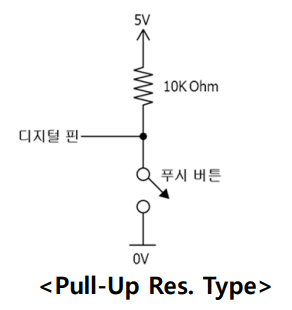 5V
10K Ohm
디지털 핀
푸시 버튼
0V
<Pull-Up Res. Type>